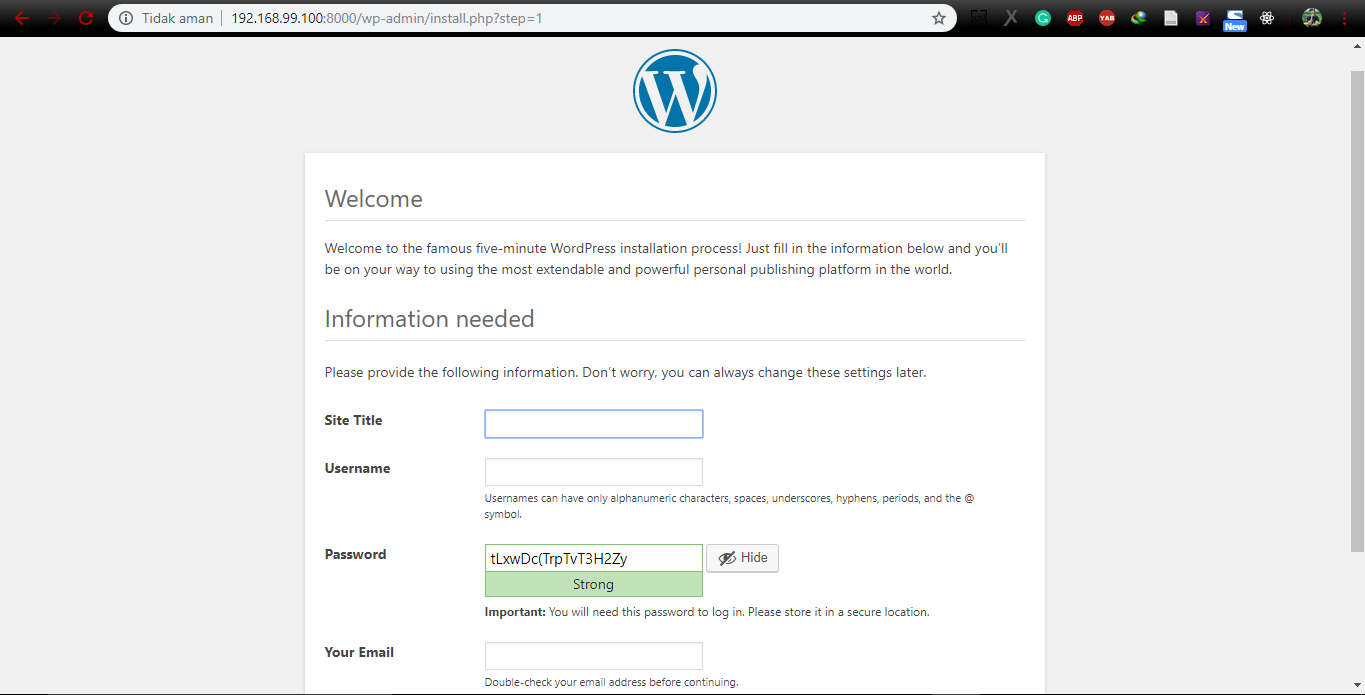 Tidak aman
192.168.99.100:8000/wp-admin/install.php?step=1
X
G
ABP
YAB
X
New
W
Welcome
Welcome to the famous five-minute WordPress installation process! Just fill in the information below and you’ll
be on your way to using the most extendable and powerful personal publishing platform in the world.
Information needed
Please provide the following information. Don’t worry, you can always change these settings later.
Site Title
Username
Usernames can have only alphanumeric characters, spaces, underscores, hyphens, periods, and the @
symbol.
Password
tLxwDc(TrpTvT3H2Zy
Hide
Strong
Important: You will need this password to log in. Please store it in a secure location.
Your Email
Double-check your email address before continuing.